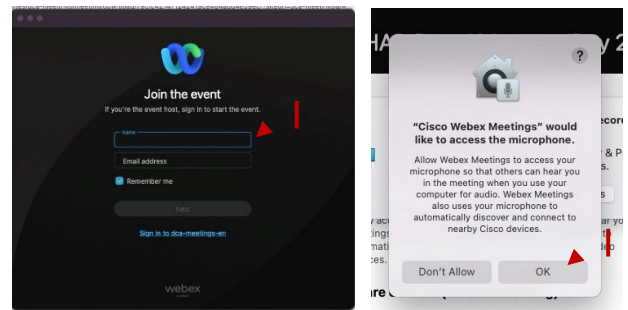 Join the event
If you're the event host, sign in to start the event.
Name
Email address
Remember me
Next
Sign in to dca-meetings-en
webex
HA
y 2
?
"Cisco Webex Meetings" would
like to access the microphone.
Allow Webex Meetings to access your
microphone so that others can hear you
in the meeting when you use your
computer for audio. Webex Meetings
also uses your microphone to
automatically discover and connect to
nearby Cisco devices.
Don't Allow
OK
ecor
& P
s.